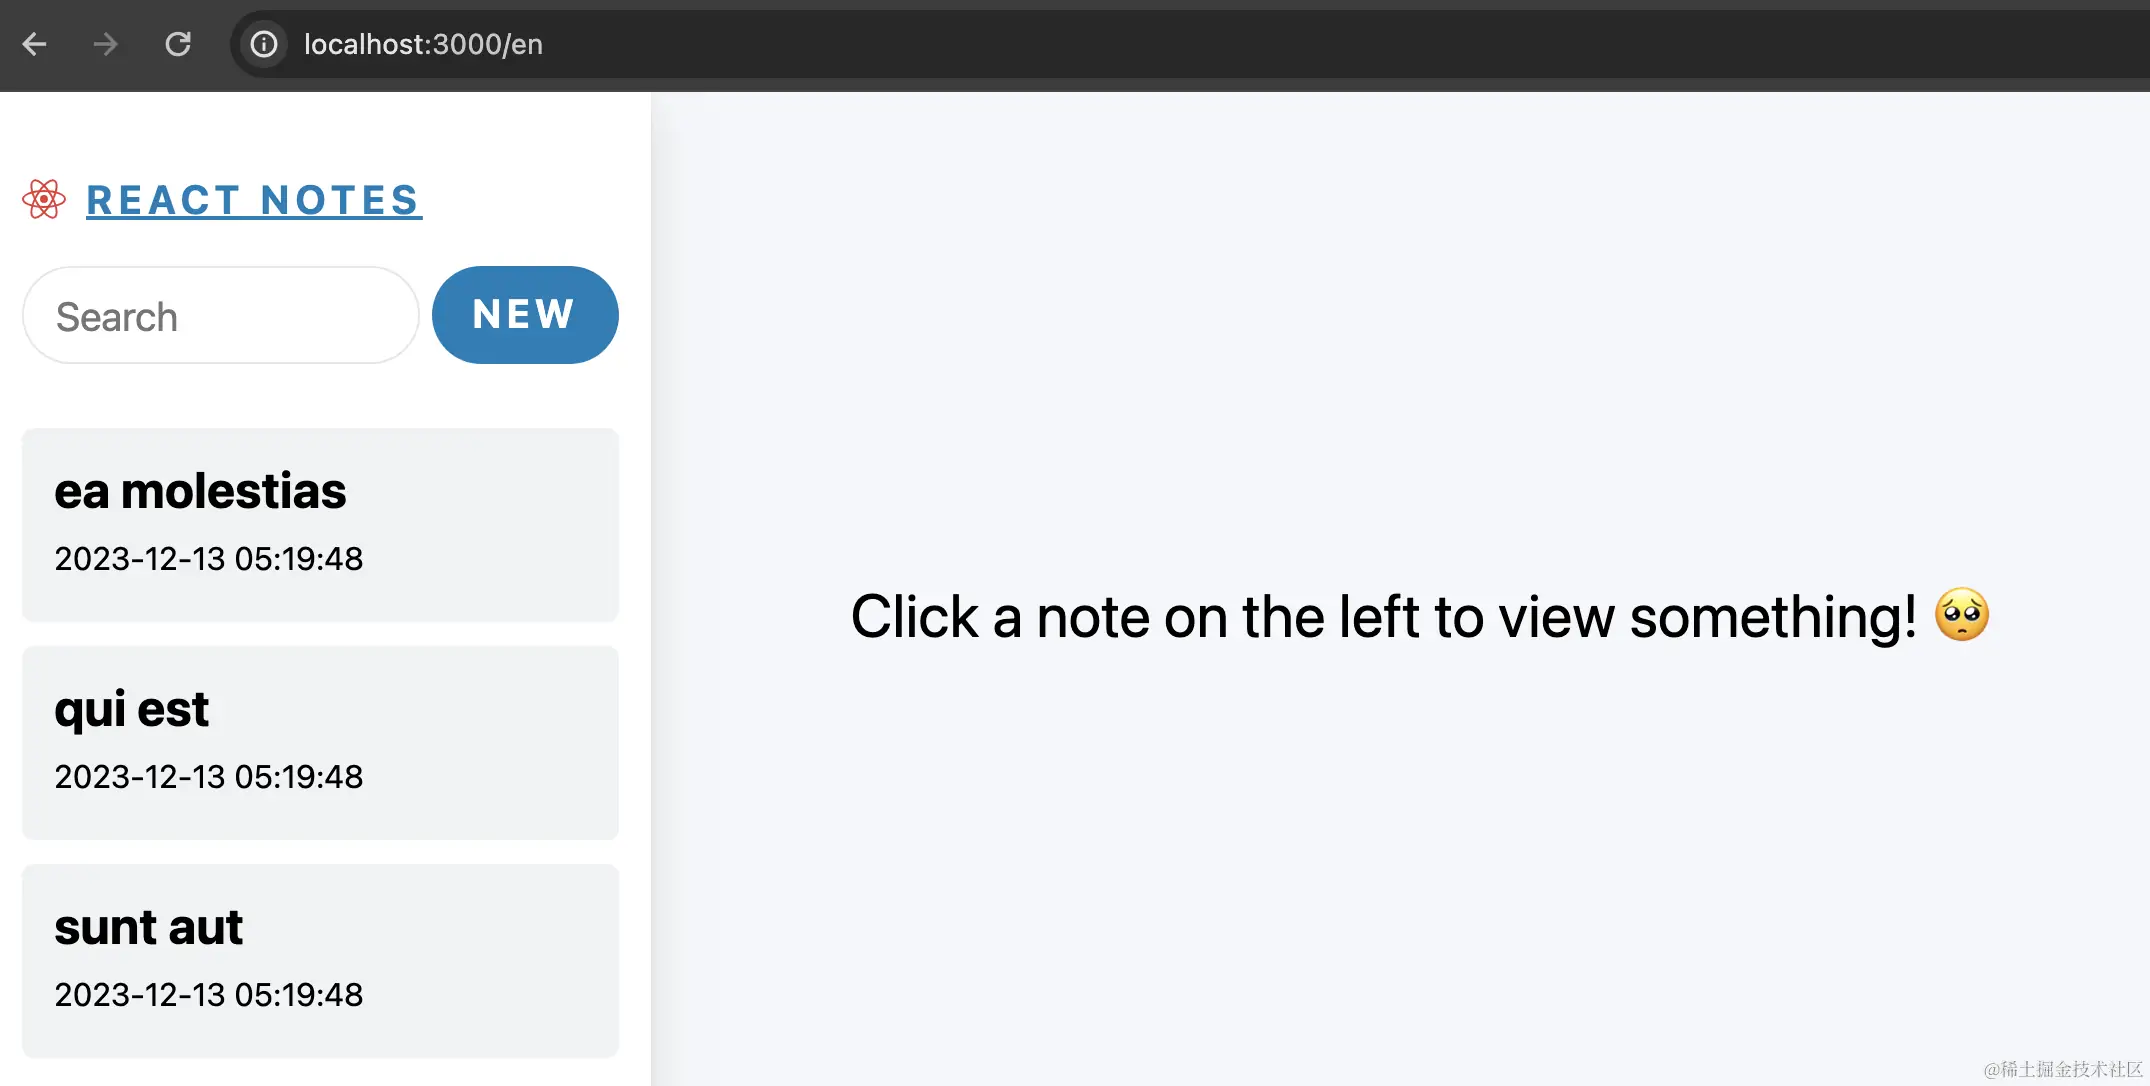 localhost:3000/en
REACT NOTES
Search
NEW
ea molestias
2023-12-13 05:19:48
qui est
2023-12-13 05:19:48
sunt aut
2023-12-13 05:19:48
Click a note on the left to view something! 🥺
@稀土掘金技术社区